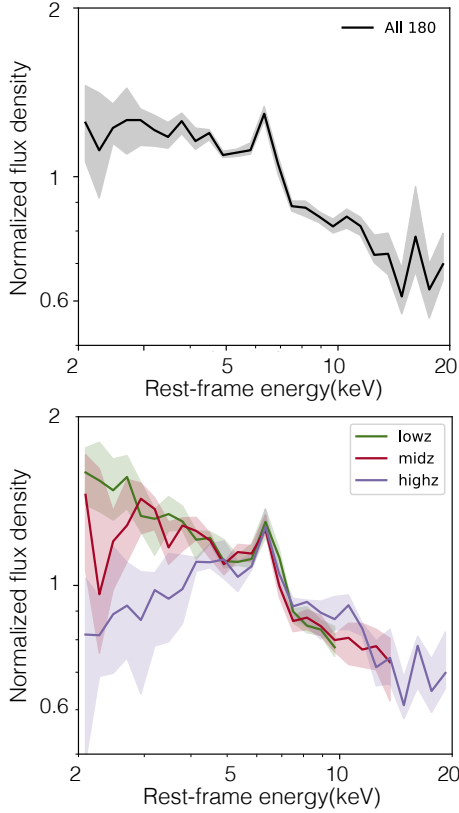 2
1
0.6
Normalized flux density
All 180
2
5
10
20
Rest-frame energy(keV)
2
1
0.6
Normalized flux density
lowz
midz
highz
2
5
10
20
Rest-frame energy(keV)